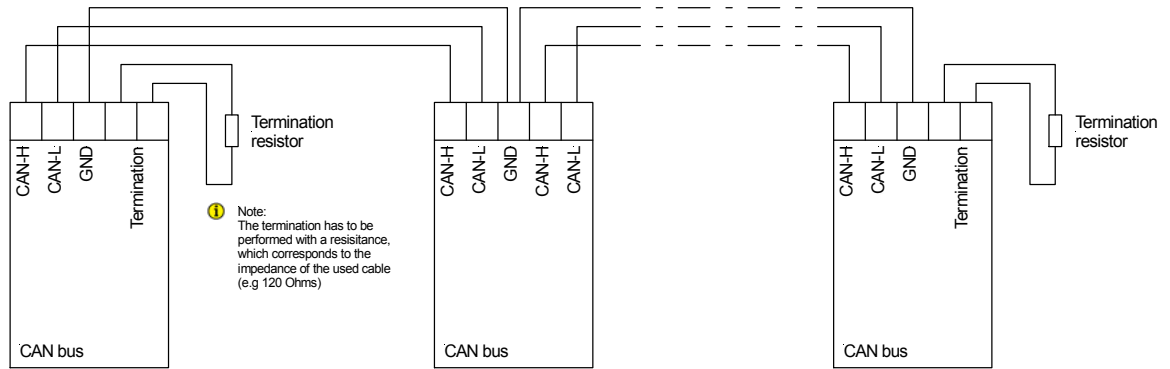 CAN-H
CAN-L
GND
Termination
Termination
resistor
CAN bus
Note:
The termination has to be
performed with a resisitance,
which corresponds to the
impedance of the used cable
(e.g 120 Ohms)
CAN-H
CAN-L
GND
CAN-H
CAN-L
CAN bus
CAN-H
CAN-L
GND
Termination
Termination
resistor
CAN bus